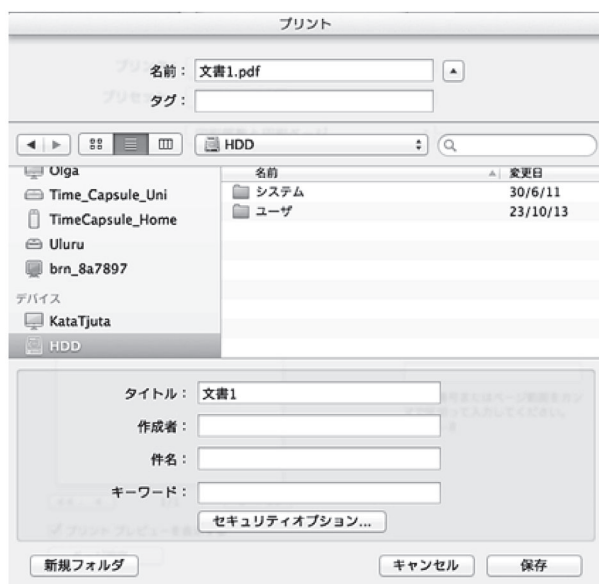 プリント
名前： 文書1.pdf
タグ：
HDD
Olga
Time_Capsule_Uni
TimeCapsule_Home
Uluru
brn_8a7897
デバイス
KataTjuta
HDD
名前 変更日
システム 30/6/11
ユーザ 23/10/13
タイトル： 文書1
作成者：
件名：
キーワード：
セキュリティオプション...
新規フォルダ キャンセル 保存